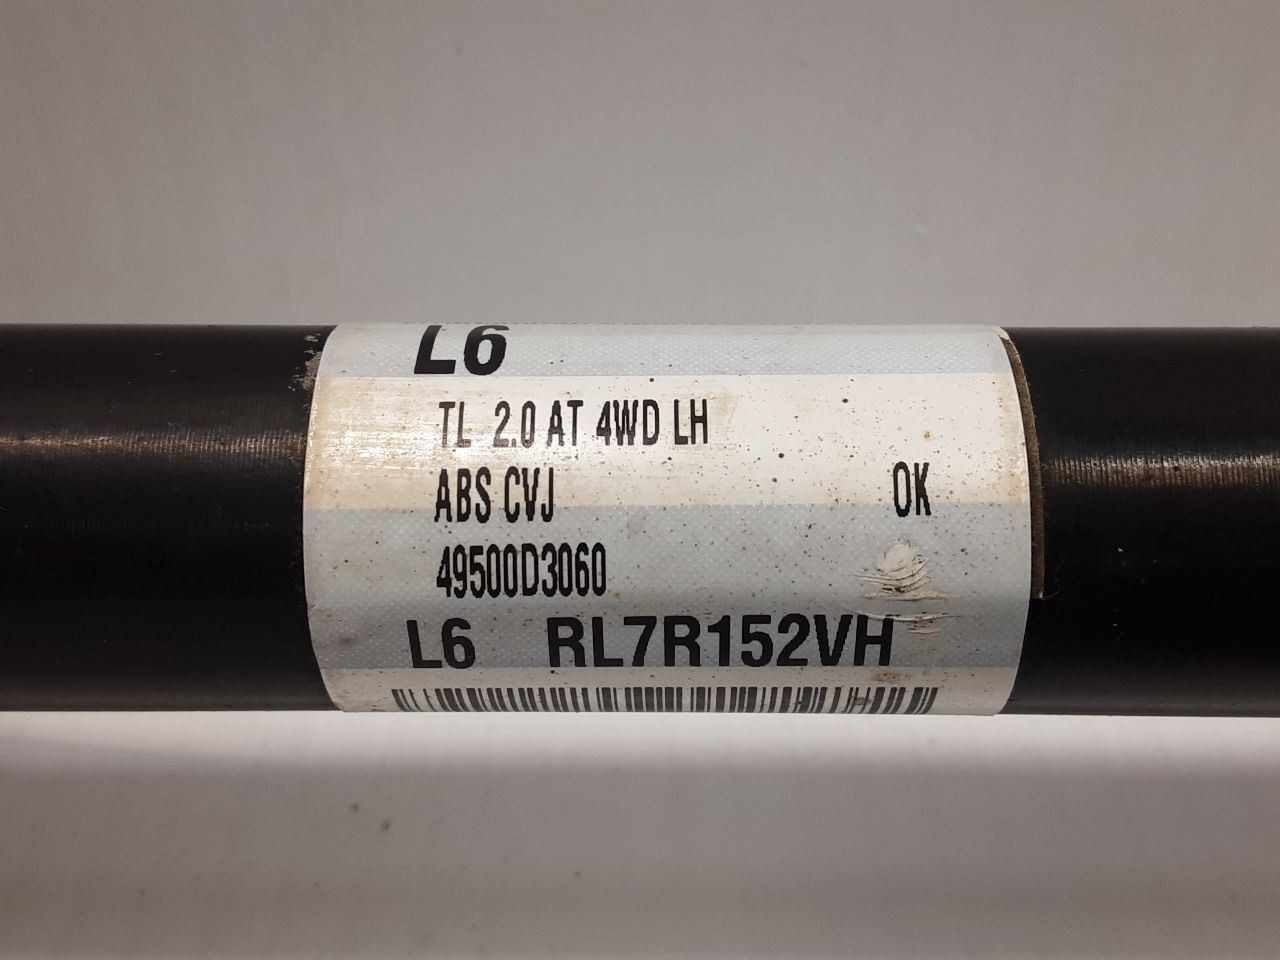 L6
TL 2.0 AT 4WD LH
ABS CVJ OK
49500D3060
L6 RL7R152VH